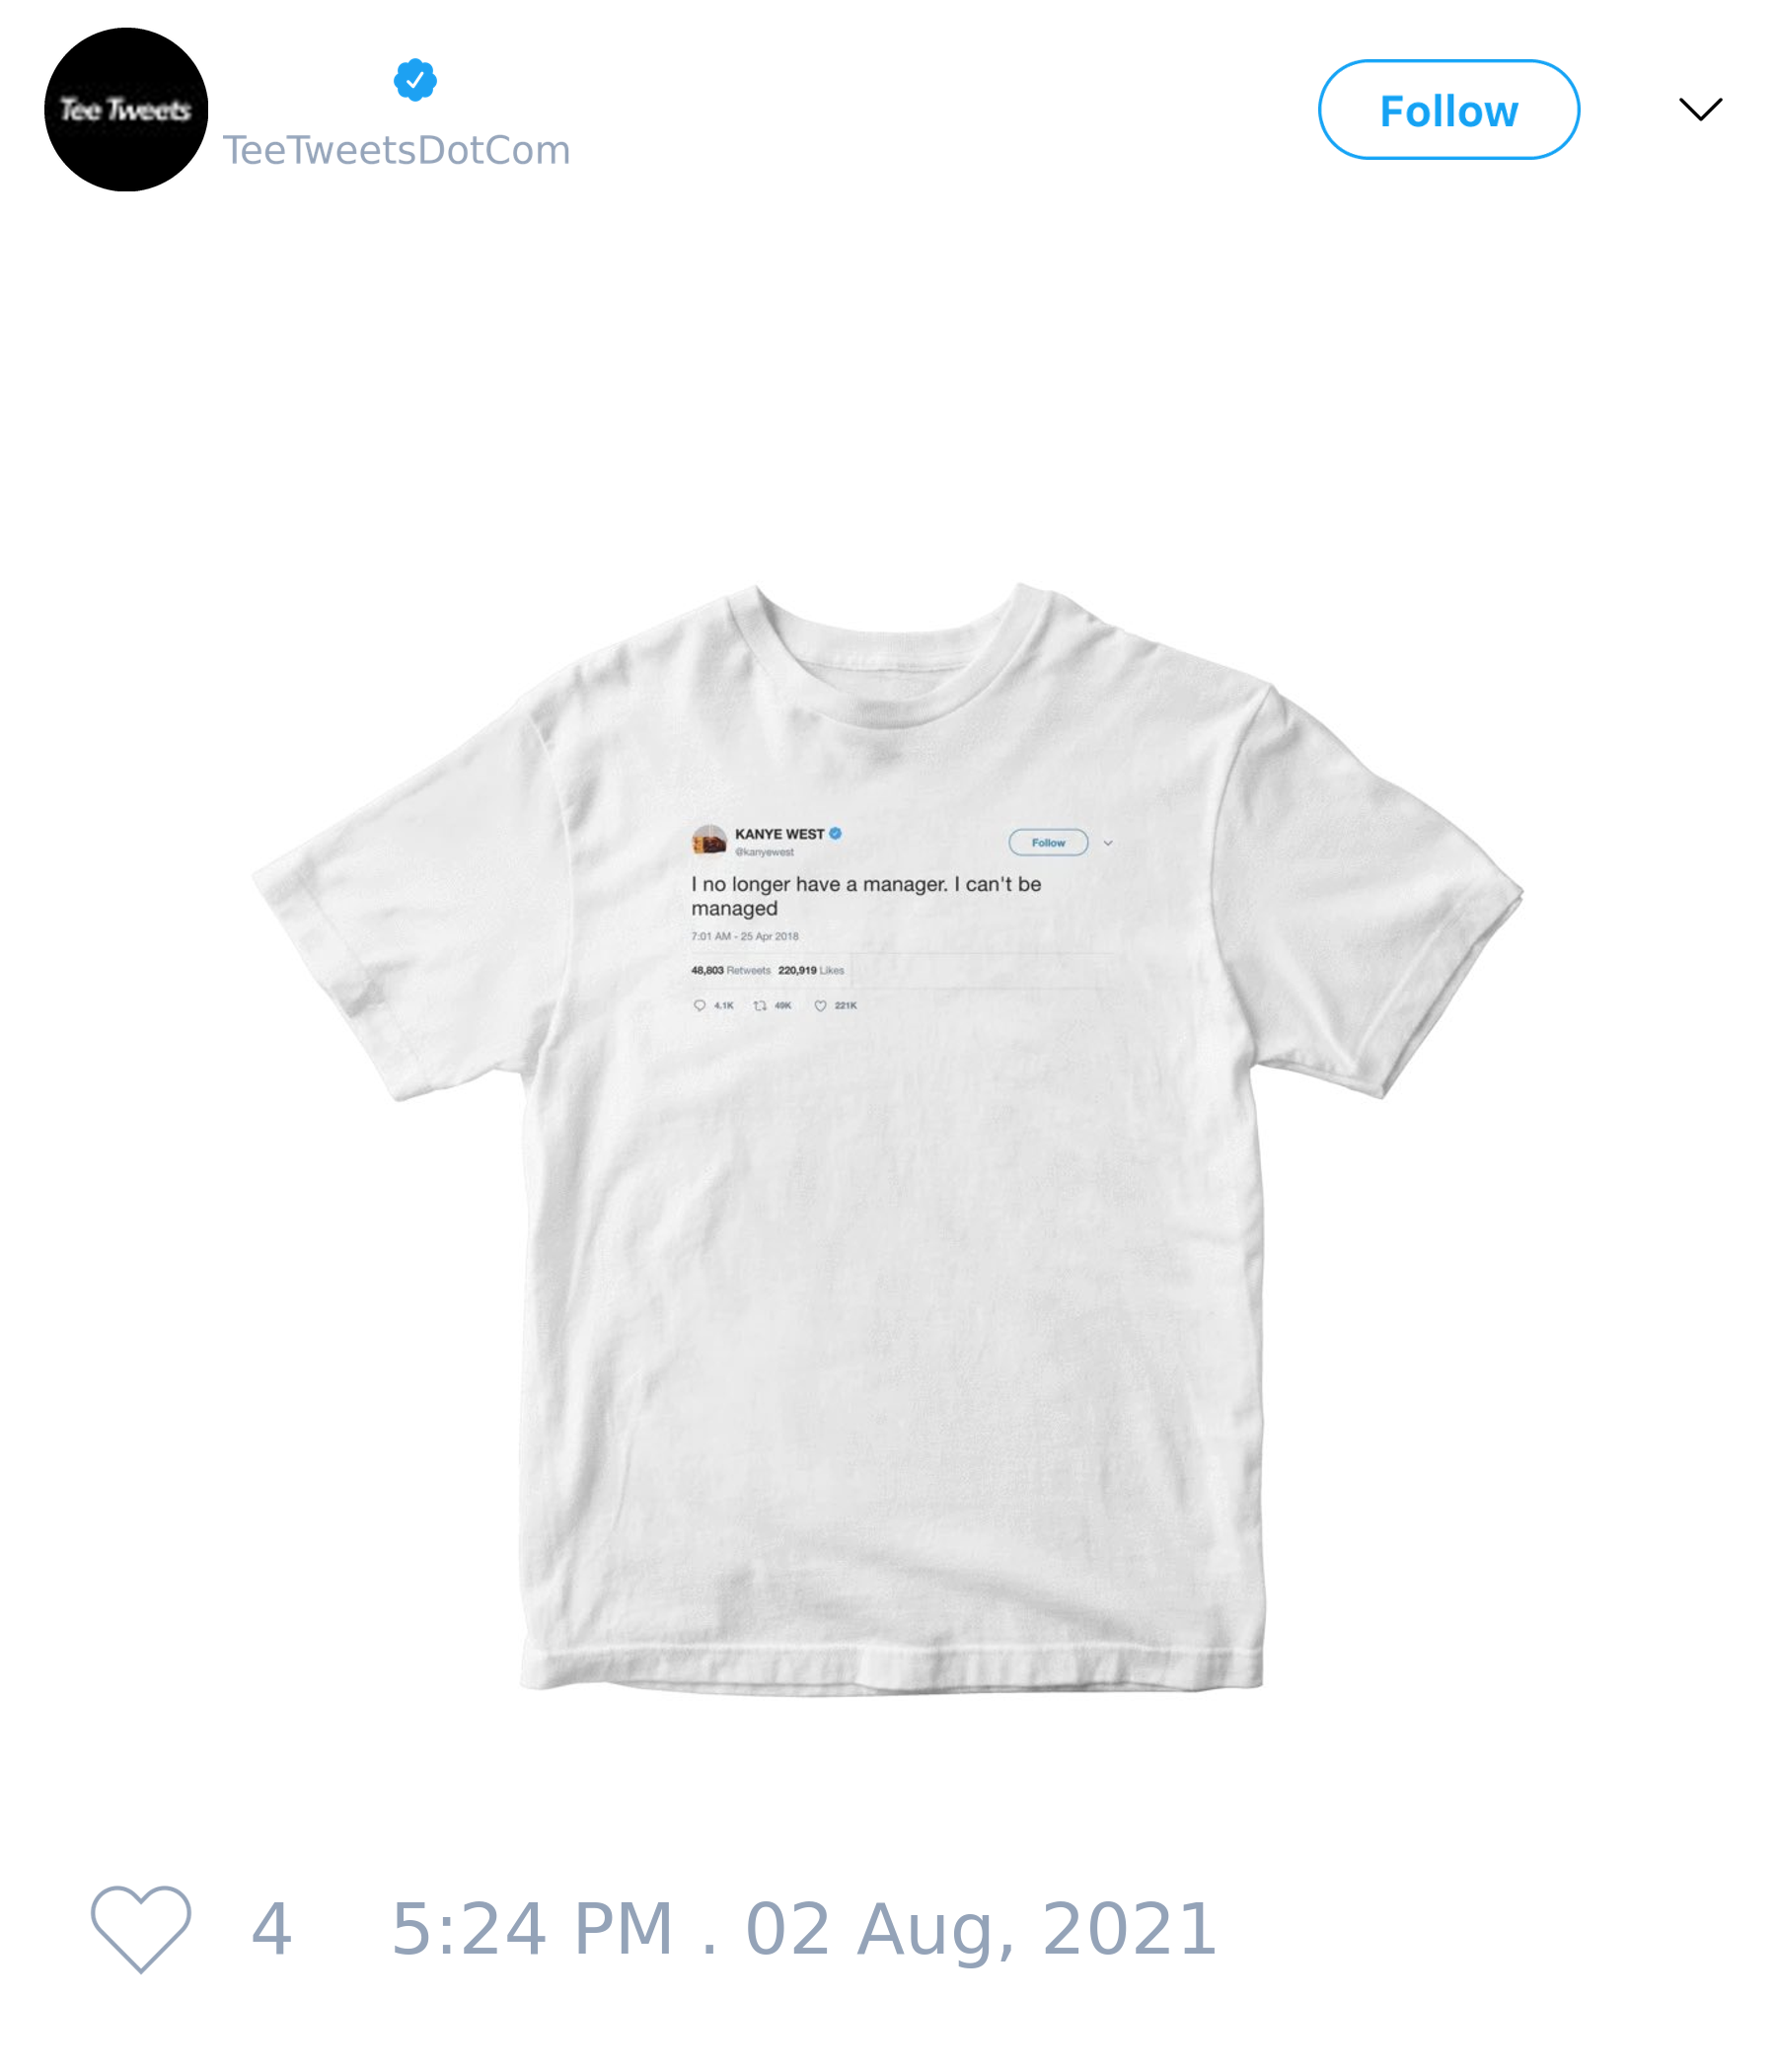 Tee Tweets
TeeTweetsDotCom
Follow
KANYE WEST
@kanyewest
Follow
I no longer have a manager. I can't be
managed
7:01 AM - 25 Apr 2018
48,803 Retweets 220,919 Likes
4.1K 49K 221K
4 5:24 PM . 02 Aug, 2021